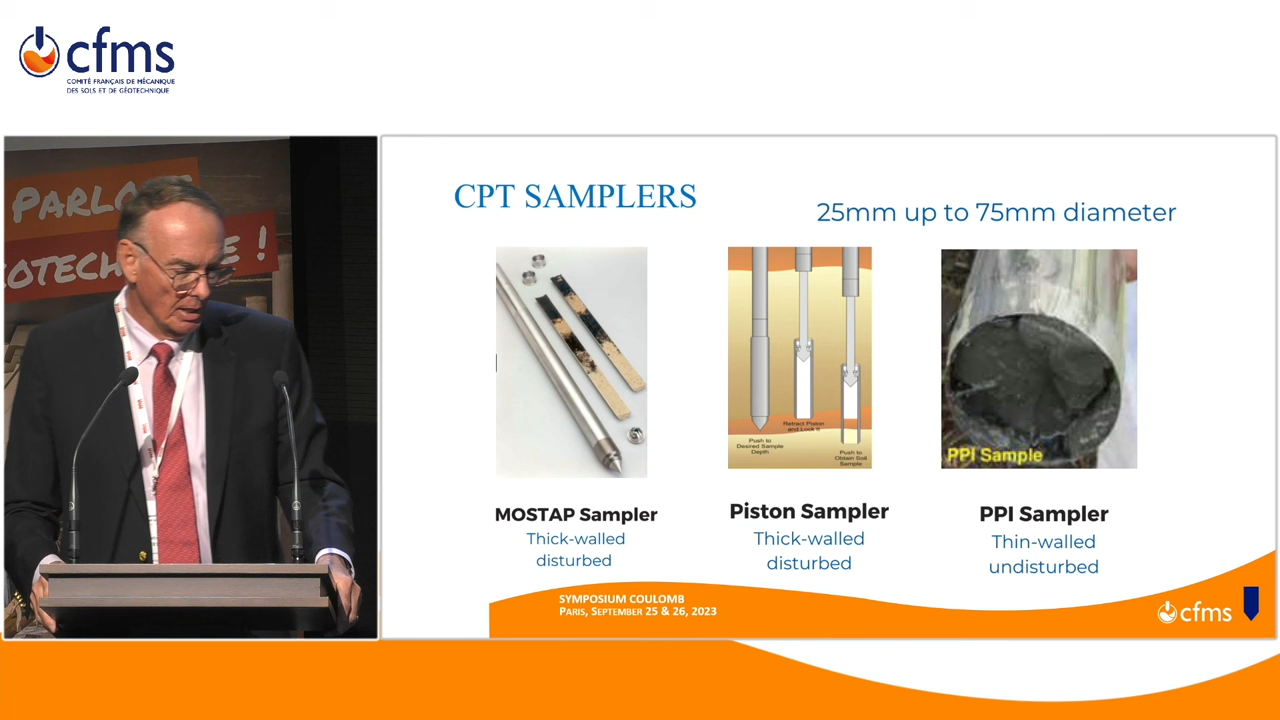 cfms
COMITÉ FRANÇAIS DE MÉCANIQUE
DES SOLS ET DE GÉOTECHNIQUE
PARLO
OTECH E !
CPT SAMPLERS
25mm up to 75mm diameter
Retract Piston
and Lock it
Push to
Desired Sample
Depth
Push to
Obtain Soil
Sample
PPI Sample
MOSTAP Sampler
Thick-walled
disturbed
Piston Sampler
Thick-walled
disturbed
PPI Sampler
Thin-walled
undisturbed
SYMPOSIUM COULOMB
PARIS, SEPTEMBER 25 & 26, 2023
cfms